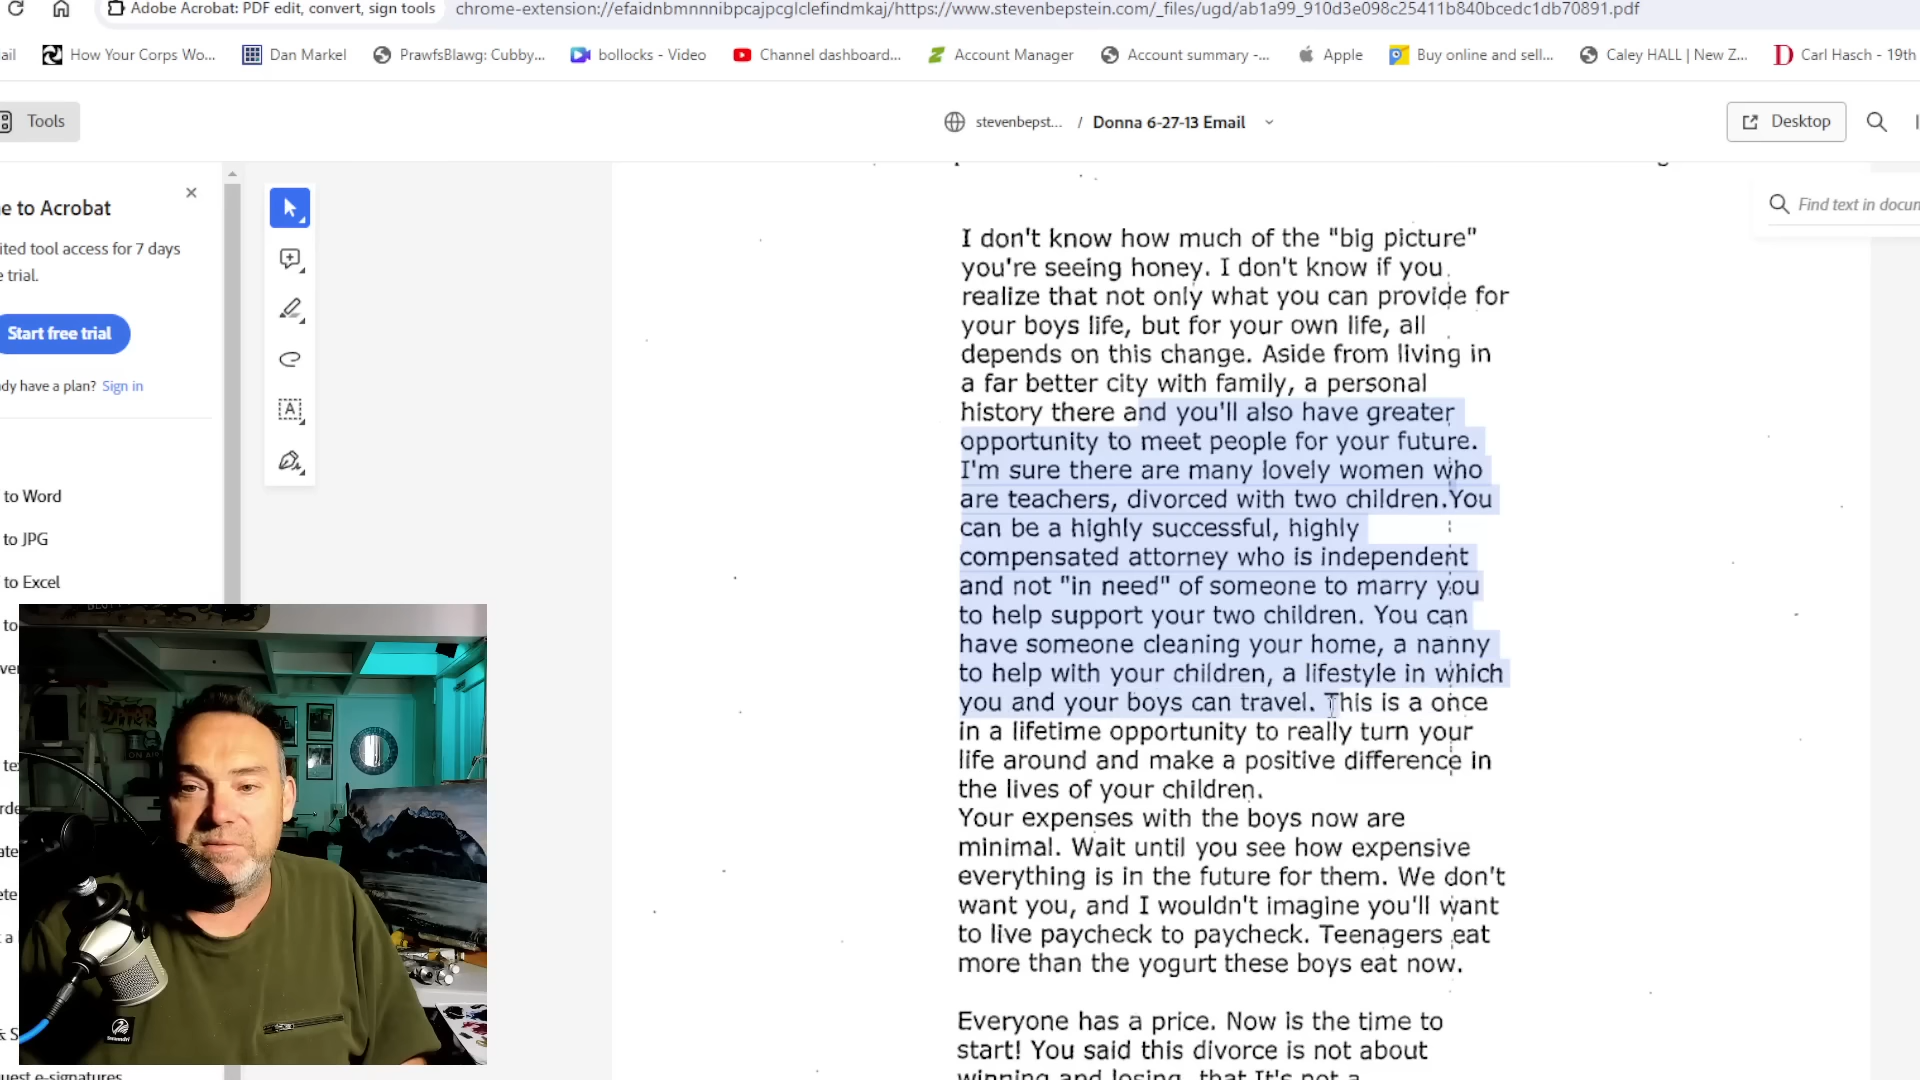 Adobe Acrobat: PDF edit, convert, sign tools
chrome-extension://efaidnbmnnnibpcajpcglclefindmkaj/https://www.stevenbepstein.com/_files/ugd/ab1a99_910d3e098c25411b840bcedc1db70891.pdf
ail
How Your Corps Wo...
Dan Markel
PrawfsBlawg: Cubby...
bollocks - Video
Channel dashboard...
Account Manager
Account summary -...
Apple
Buy online and sell...
Caley HALL | New Z...
Carl Hasch - 19th
Tools
stevenbepst... / Donna 6-27-13 Email
Desktop
Find text in docum
e to Acrobat
ited tool access for 7 days
e trial.
Start free trial
dy have a plan? Sign in
to Word
to JPG
to Excel
I don't know how much of the "big picture"
you're seeing honey. I don't know if you
realize that not only what you can provide for
your boys life, but for your own life, all
depends on this change. Aside from living in
a far better city with family, a personal
history there and you'll also have greater
opportunity to meet people for your future.
I'm sure there are many lovely women who
are teachers, divorced with two children.You
can be a highly successful, highly
compensated attorney who is independent
and not "in need" of someone to marry you
to help support your two children. You can
have someone cleaning your home, a nanny
to help with your children, a lifestyle in which
you and your boys can travel. This is a once
in a lifetime opportunity to really turn your
life around and make a positive difference in
the lives of your children.
Your expenses with the boys now are
minimal. Wait until you see how expensive
everything is in the future for them. We don't
want you, and I wouldn't imagine you'll want
to live paycheck to paycheck. Teenagers eat
more than the yogurt these boys eat now.
Everyone has a price. Now is the time to
start! You said this divorce is not about
winning and losing, that It's not a
ON AIR
uest e-signatures